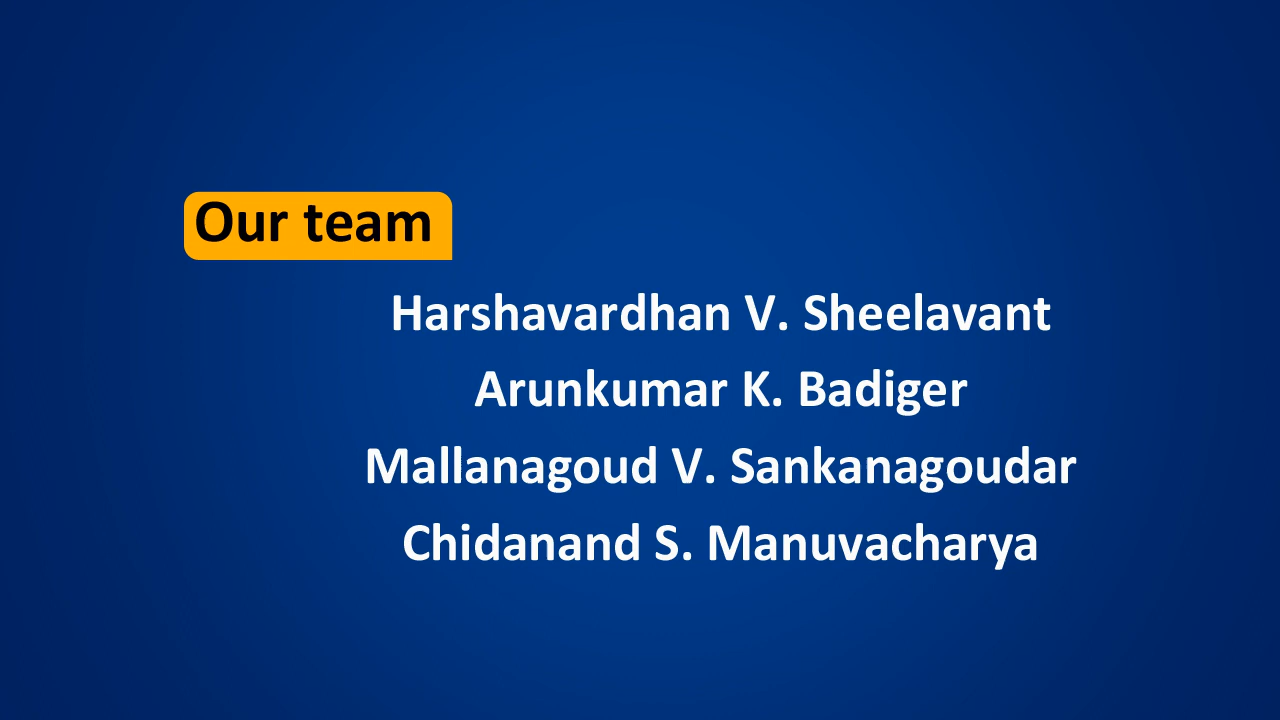 Our team
Harshavardhan V. Sheelavant
Arunkumar K. Badiger
Mallanagoud V. Sankanagoudar
Chidanand S. Manuvacharya